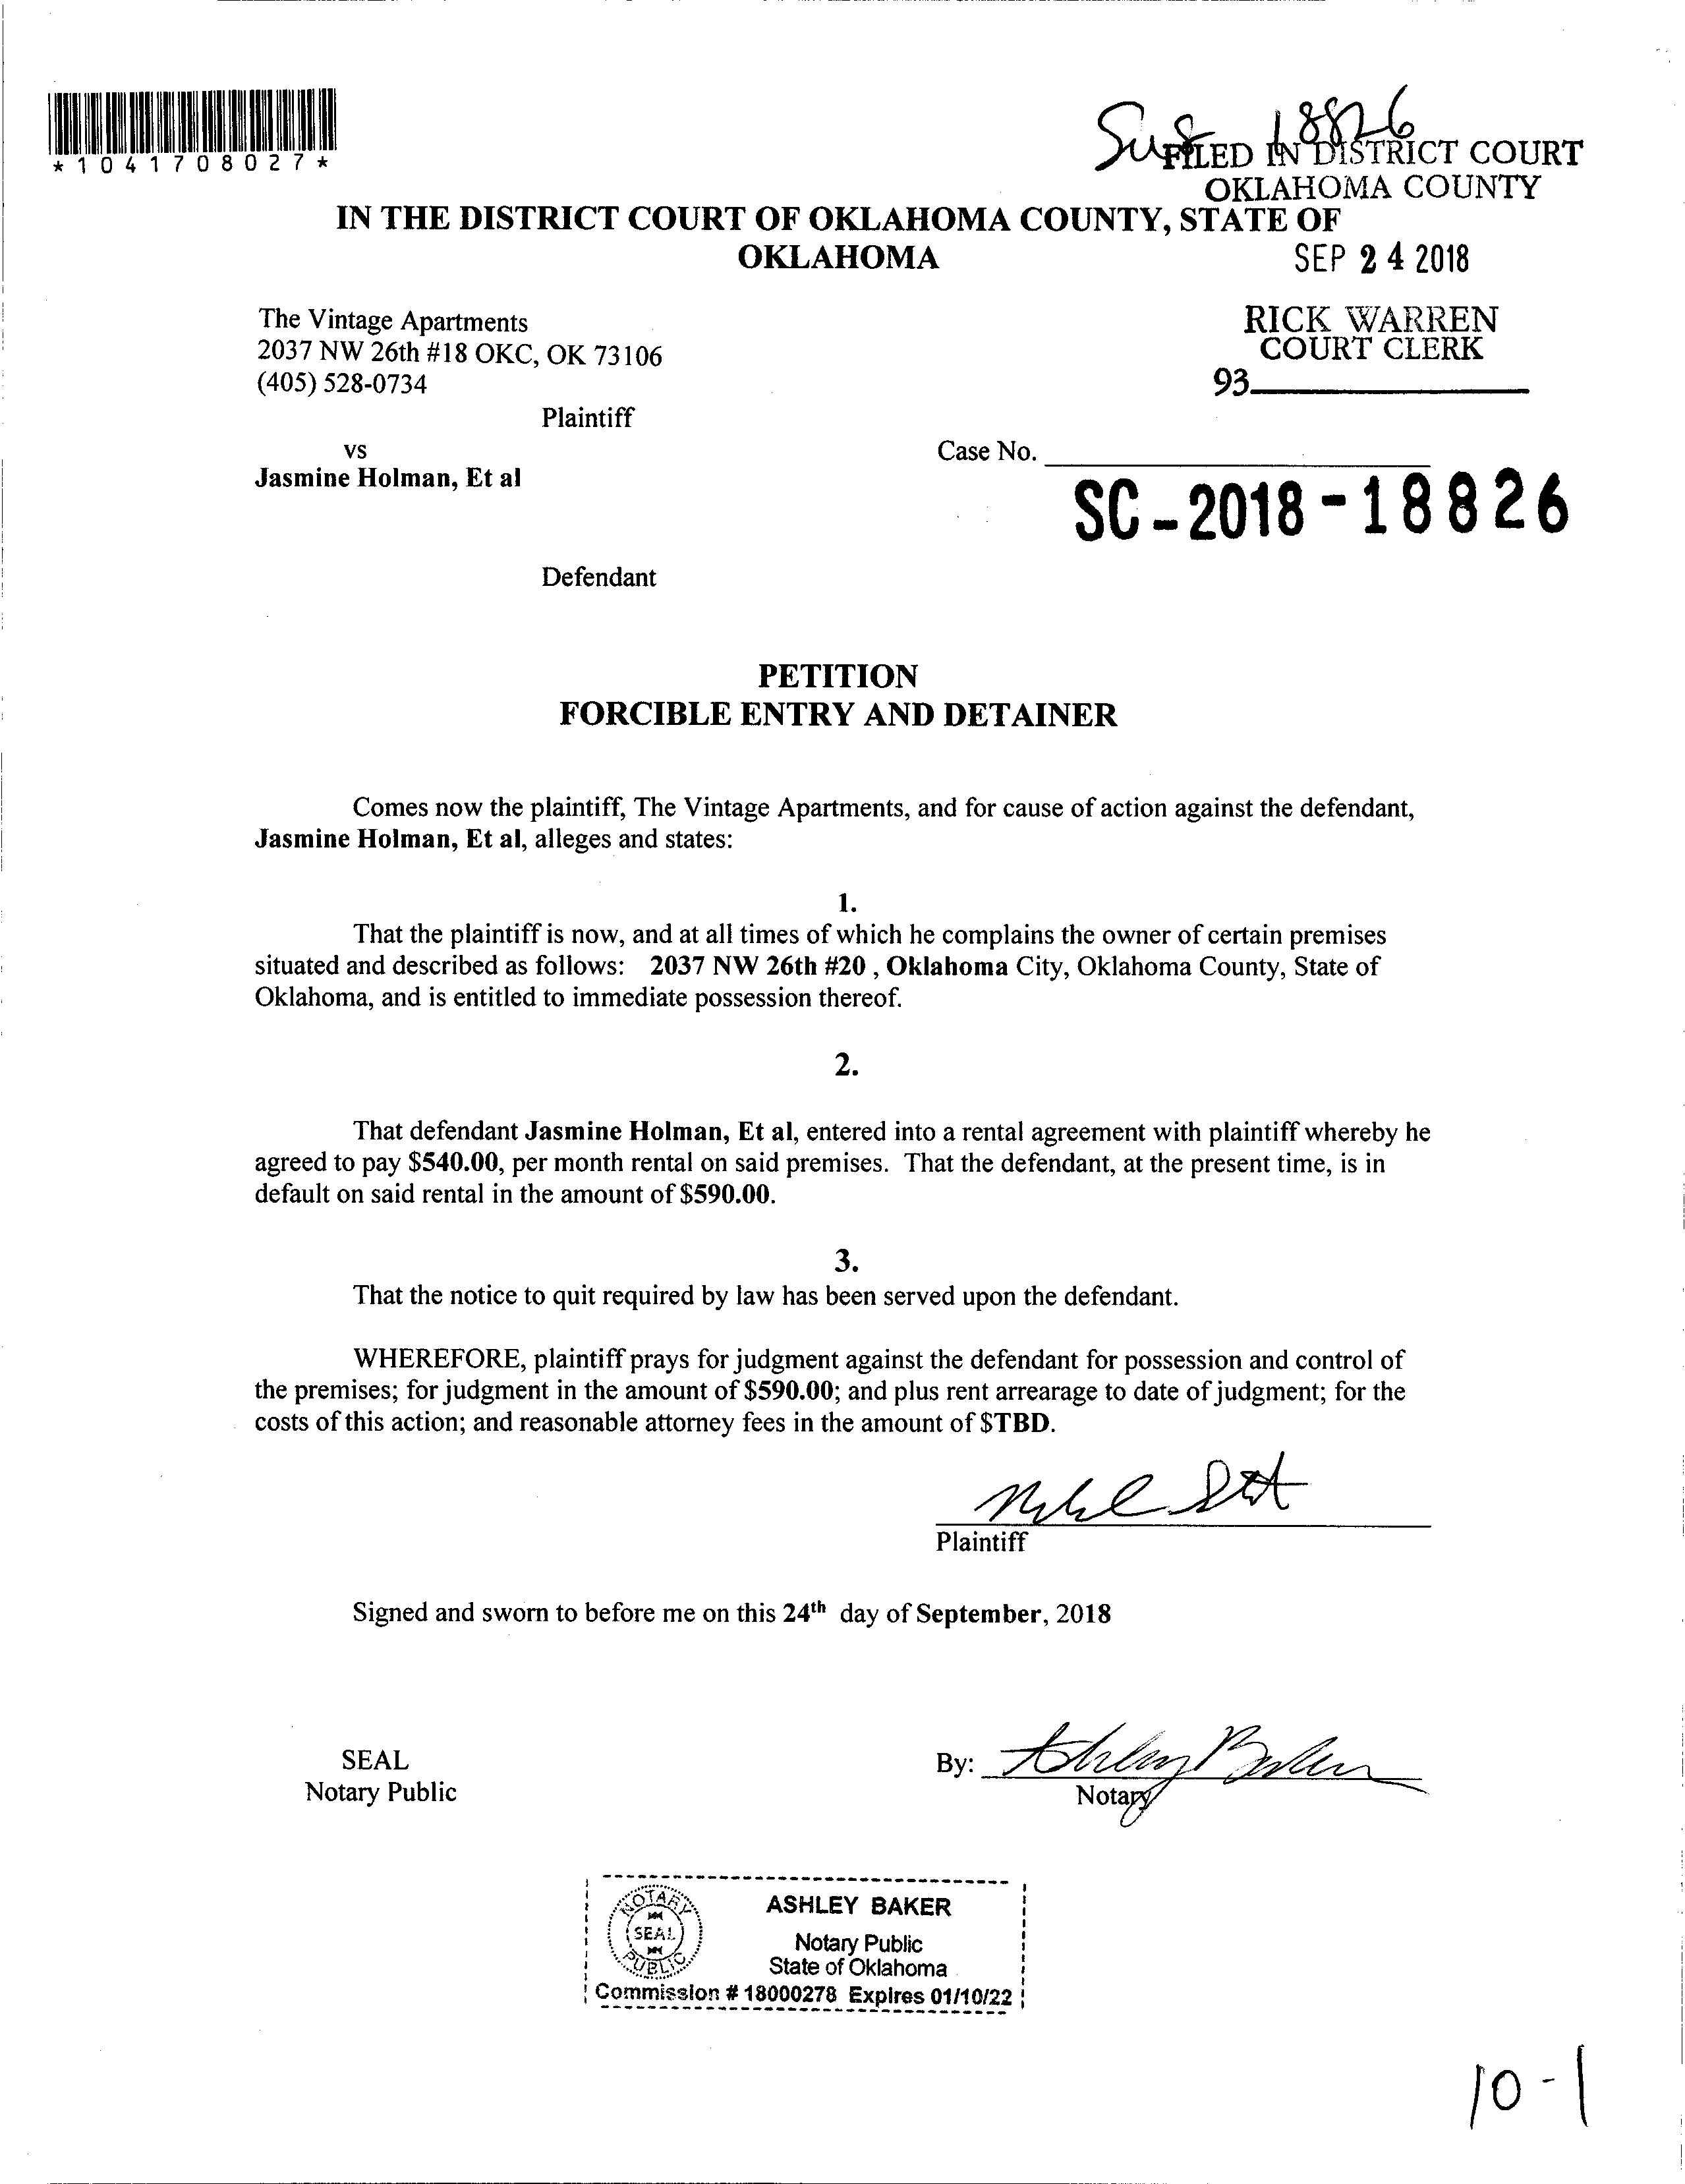 *1041708027*
18826
FILED IN DISTRICT COURT
OKLAHOMA COUNTY
IN THE DISTRICT COURT OF OKLAHOMA COUNTY, STATE OF
OKLAHOMA
SEP 24 2018
The Vintage Apartments
2037 NW 26th #18 OKC, OK 73106
(405) 528-0734
RICK WARREN
COURT CLERK
93
Plaintiff
vs
Case No.
Jasmine Holman, Et al
SC-2018-18826
Defendant
PETITION
FORCIBLE ENTRY AND DETAINER
Comes now the plaintiff, The Vintage Apartments, and for cause of action against the defendant,
Jasmine Holman, Et al, alleges and states:
1.
That the plaintiff is now, and at all times of which he complains the owner of certain premises
situated and described as follows: 2037 NW 26th #20 , Oklahoma City, Oklahoma County, State of
Oklahoma, and is entitled to immediate possession thereof.
2.
That defendant Jasmine Holman, Et al, entered into a rental agreement with plaintiff whereby he
agreed to pay $540.00, per month rental on said premises. That the defendant, at the present time, is in
default on said rental in the amount of $590.00.
3.
That the notice to quit required by law has been served upon the defendant.
WHEREFORE, plaintiff prays for judgment against the defendant for possession and control of
the premises; for judgment in the amount of $590.00; and plus rent arrearage to date of judgment; for the
costs of this action; and reasonable attorney fees in the amount of $TBD.
Plaintiff
Signed and sworn to before me on this 24th day of September, 2018
SEAL
Notary Public
By: Ashley Baker
Notary
NOTARY
SEAL
PUBLIC
ASHLEY BAKER
Notary Public
State of Oklahoma
Commission # 18000278 Expires 01/10/22
10-1